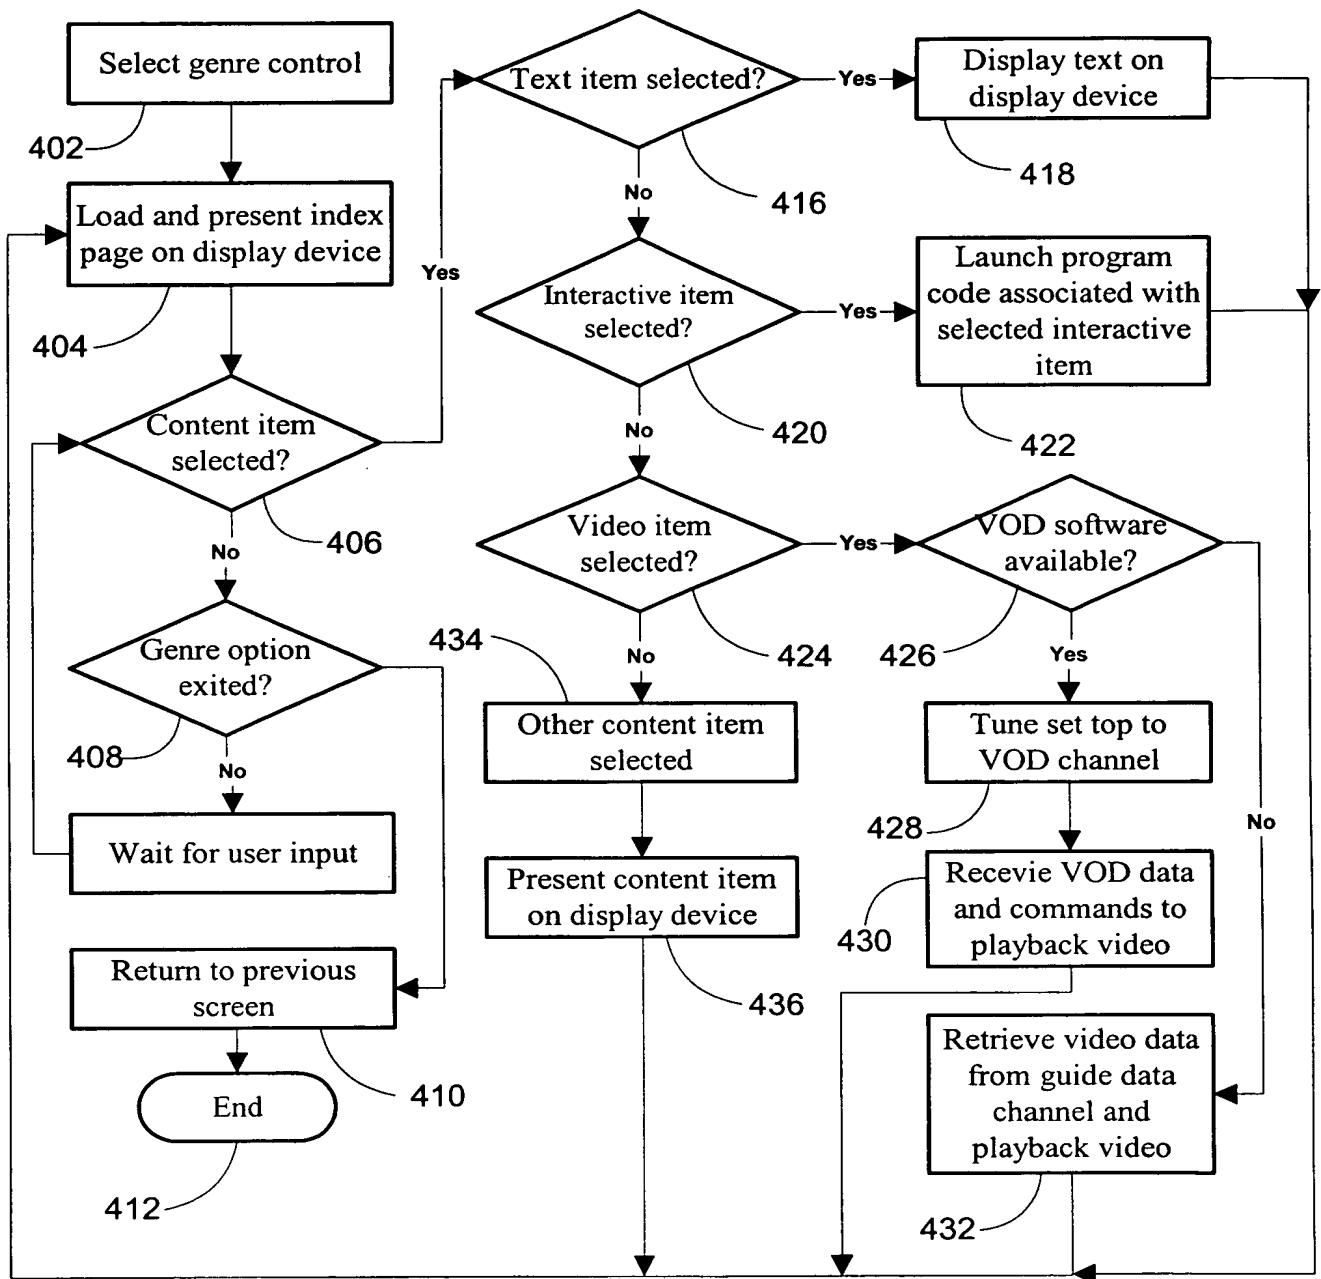 Select genre control
402
Load and present index
page on display device
404
Content item
selected?
406
Yes
No
Genre option
exited?
408
No
Wait for user input
Return to previous
screen
410
End
412
Text item selected?
416
Yes
Display text on
display device
418
No
Interactive item
selected?
420
Yes
Launch program
code associated with
selected interactive
item
422
No
Video item
selected?
424
Yes
VOD software
available?
426
No
434
Other content item
selected
Present content item
on display device
436
Yes
Tune set top to
VOD channel
428
No
Recevie VOD data
and commands to
playback video
430
Retrieve video data
from guide data
channel and
playback video
432